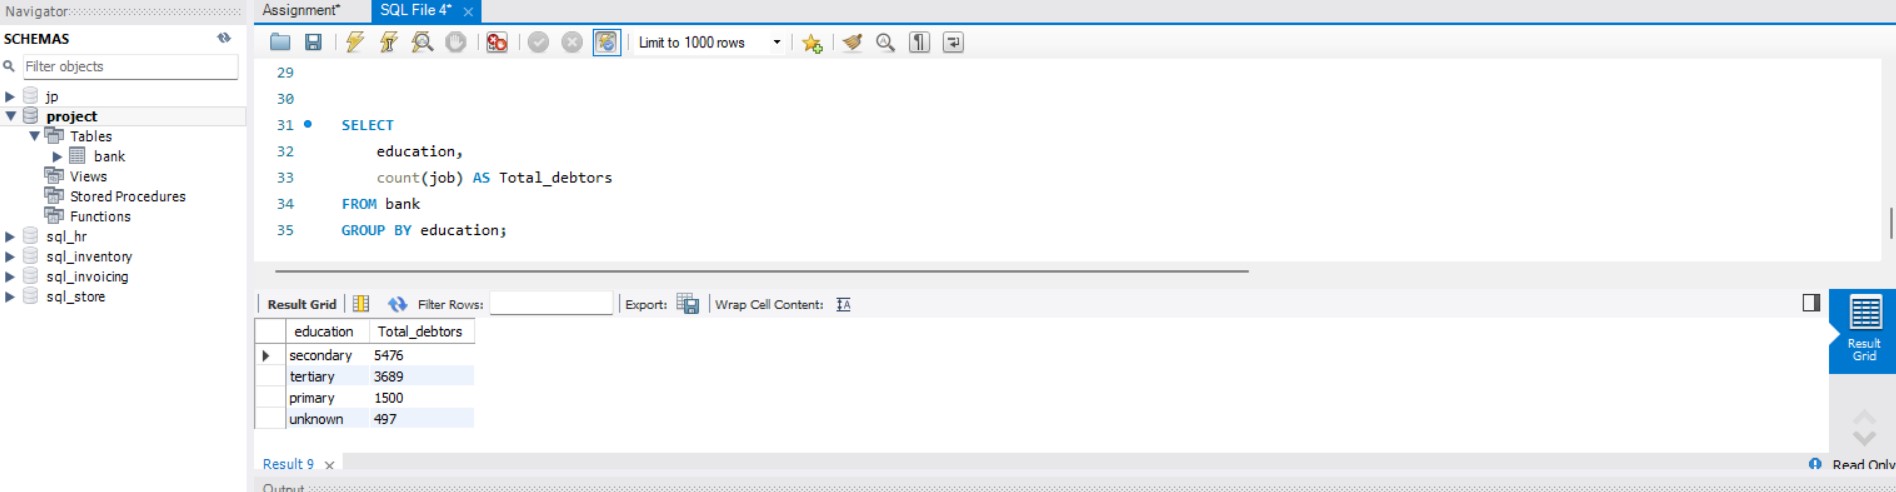 Navigator
SCHEMAS
Filter objects
jp
project
Tables
bank
Views
Stored Procedures
Functions
sql_hr
sql_inventory
sql_invoicing
sql_store
Assignment*
SQL File 4*
Limit to 1000 rows
29
30
31 SELECT
32 education,
33 count(job) AS Total_debtors
34 FROM bank
35 GROUP BY education;
Result Grid
Filter Rows:
Export:
Wrap Cell Content:
education Total_debtors
secondary 5476
tertiary 3689
primary 1500
unknown 497
Result
Grid
Result 9
Read Only
Output